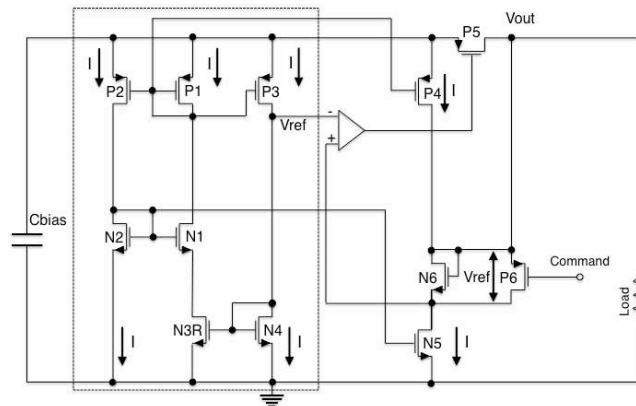 P5
Vout
I
I
I
P2
P1
P3
P4
I
Vref
-
+
Cbias
N2
N1
N6
Vref
P6
Command
Load
N3R
N4
N5
I
I
I